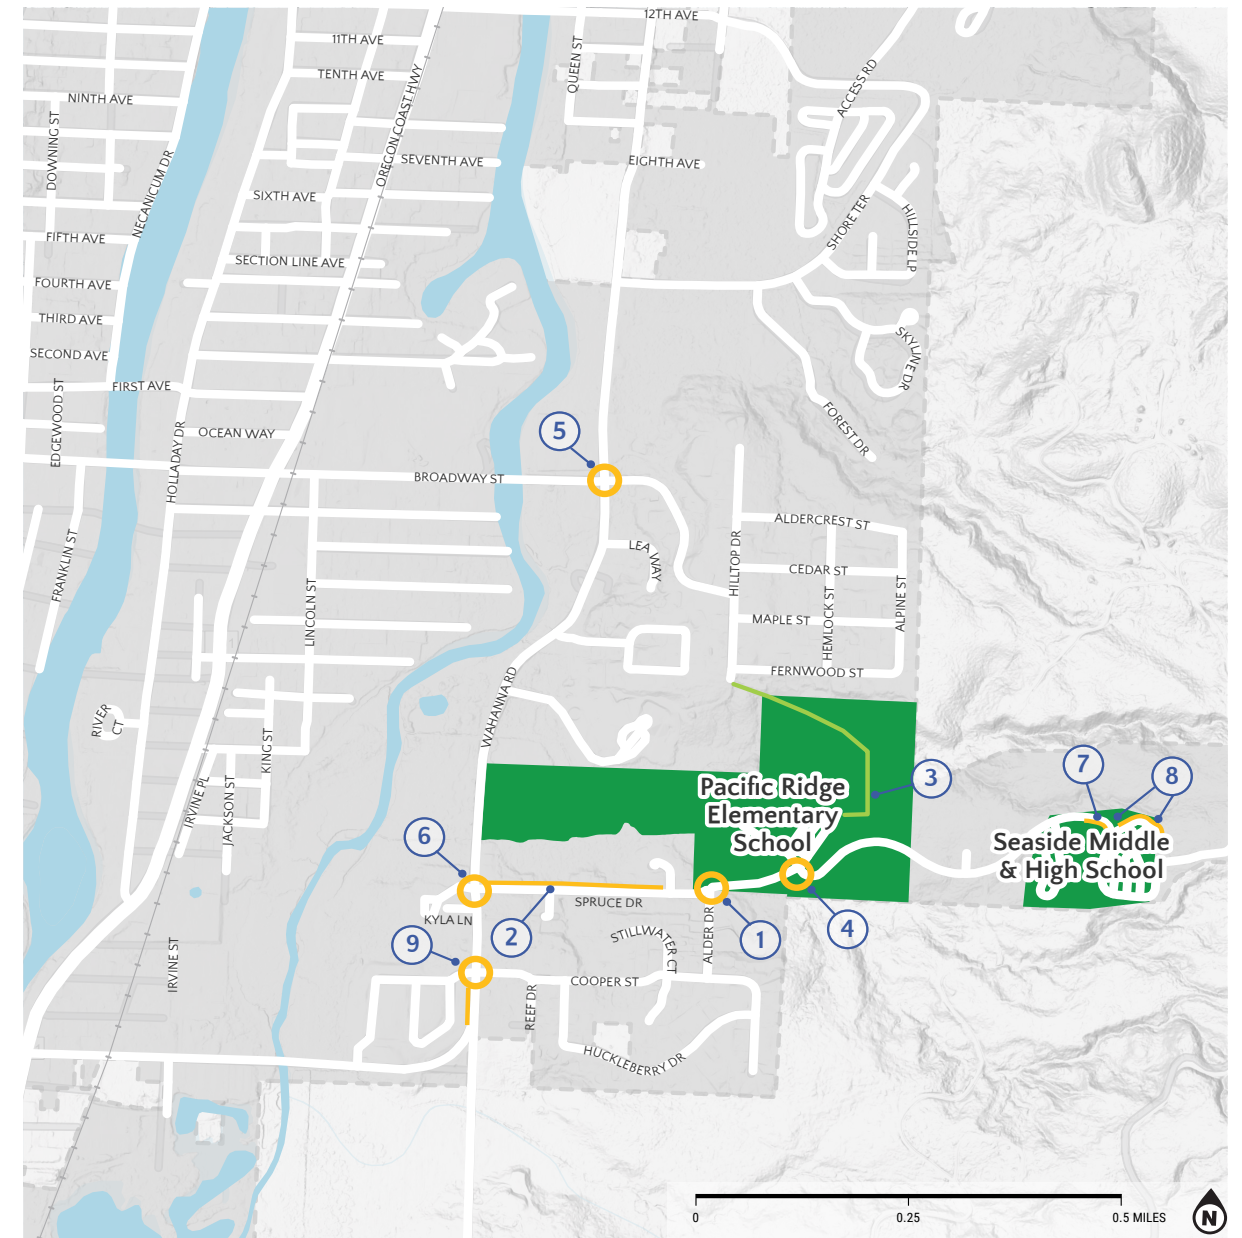 12TH AVE
11TH AVE
TENTH AVE
QUEEN ST
OREGON COAST HWY
ACCESS RD
NINTH AVE
DOWNING ST
NECANICUM DR
SEVENTH AVE
EIGHTH AVE
SIXTH AVE
SHORE TER
HILLSIDE LP
FIFTH AVE
SECTION LINE AVE
FOURTH AVE
THIRD AVE
SECOND AVE
SKYLINE DR
FIRST AVE
EDGEWOOD ST
HOLLADAY DR
OCEAN WAY
FOREST DR
5
BROADWAY ST
FRANKLIN ST
LEA WAY
HILLTOP DR
ALDERCREST ST
CEDAR ST
LINCOLN ST
MAPLE ST
HEMLOCK ST
ALPINE ST
FERNWOOD ST
WAHANNA RD
RIVER
CT
KING ST
IRVINE PL
JACKSON ST
Pacific Ridge
Elementary
School
3
7
8
Seaside Middle
& High School
6
KYLA LN
SPRUCE DR
2
ALDER DR
1
4
9
STILLWATER CT
IRVINE ST
COOPER ST
REEF DR
HUCKLEBERRY DR
0
0.25
0.5 MILES
N